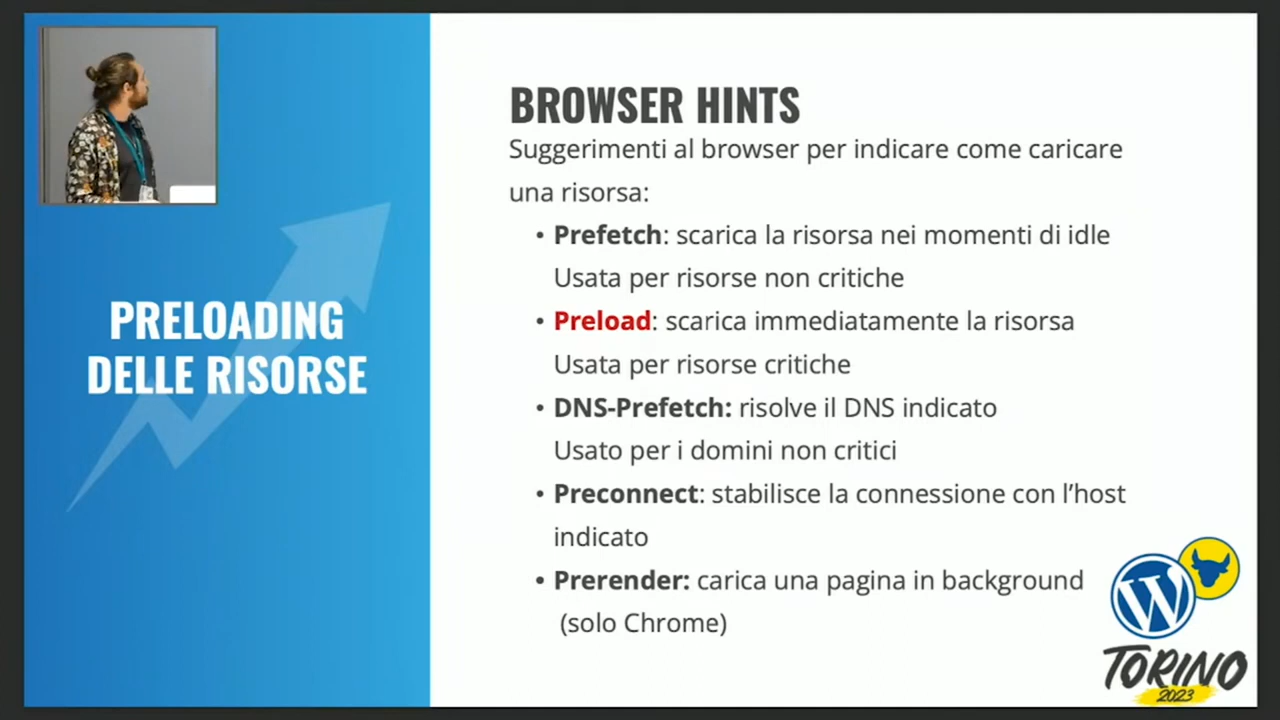 PRELOADING
DELLE RISORSE
BROWSER HINTS
Suggerimenti al browser per indicare come caricare
una risorsa:
• Prefetch: scarica la risorsa nei momenti di idle
Usata per risorse non critiche
• Preload: scarica immediatamente la risorsa
Usata per risorse critiche
• DNS-Prefetch: risolve il DNS indicato
Usato per i domini non critici
• Preconnect: stabilisce la connessione con l’host
indicato
• Prerender: carica una pagina in background
(solo Chrome)
W
TORINO
2023